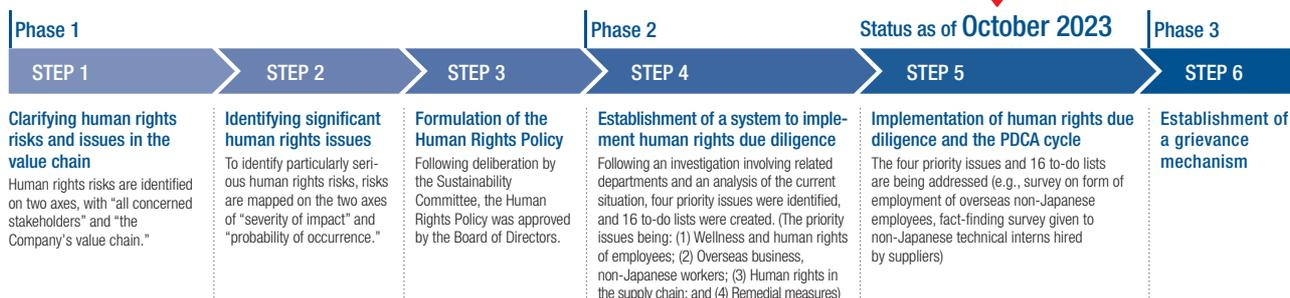 Phase 1
Phase 2
Status as of October 2023
Phase 3
STEP 1
STEP 2
STEP 3
STEP 4
STEP 5
STEP 6
Clarifying human rights
risks and issues in the
value chain
Human rights risks are identified
on two axes, with “all concerned
stakeholders” and “the
Company’s value chain.”
Identifying significant
human rights issues
To identify particularly seri-
ous human rights risks, risks
are mapped on the two axes
of “severity of impact” and
“probability of occurrence.”
Formulation of the
Human Rights Policy
Following deliberation by
the Sustainability
Committee, the Human
Rights Policy was approved
by the Board of Directors.
Establishment of a system to imple-
ment human rights due diligence
Following an investigation involving related
departments and an analysis of the current
situation, four priority issues were identified,
and 16 to-do lists were created. (The priority
issues being: (1) Wellness and human rights
of employees; (2) Overseas business,
non-Japanese workers; (3) Human rights in
the supply chain; and (4) Remedial measures)
Implementation of human rights due
diligence and the PDCA cycle
The four priority issues and 16 to-do lists
are being addressed (e.g., survey on form of
employment of overseas non-Japanese
employees, fact-finding survey given to
non-Japanese technical interns hired
by suppliers)
Establishment of
a grievance
mechanism